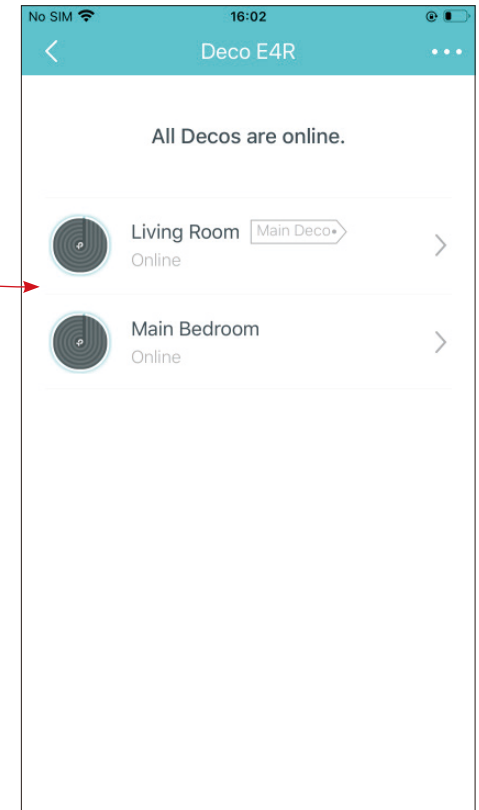 No SIM 16:02
Deco E4R
All Decos are online.
Living Room Main Deco
Online
Main Bedroom
Online